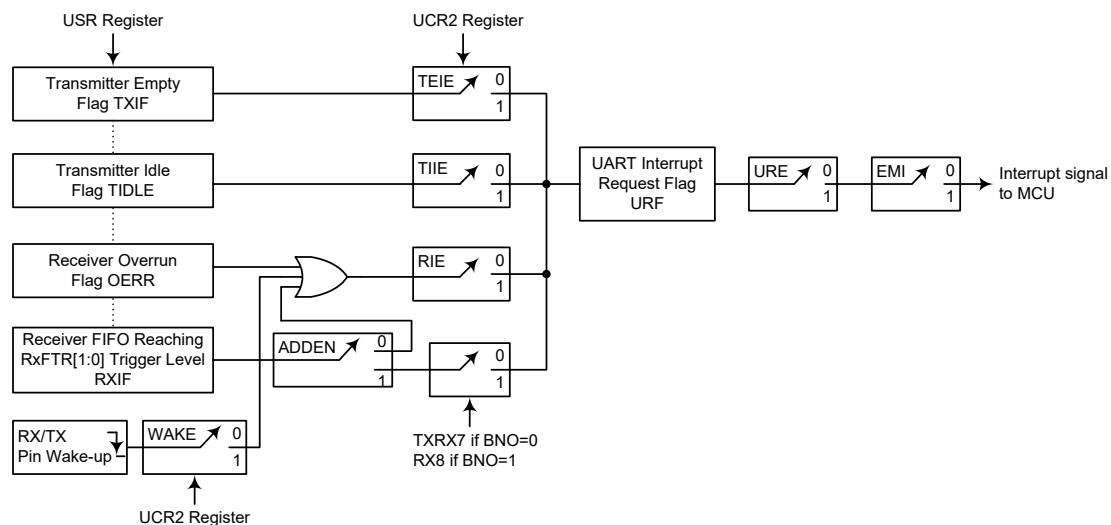 USR Register
UCR2 Register
Transmitter Empty
Flag TXIF
TEIE
0
1
Transmitter Idle
Flag TIDLE
TIIE
0
1
UART Interrupt
Request Flag
URF
URE
0
1
EMI
0
1
Interrupt signal
to MCU
Receiver Overrun
Flag OERR
RIE
0
1
Receiver FIFO Reaching
RxFTR[1:0] Trigger Level
RXIF
ADDEN
0
1
0
1
RX/TX
Pin Wake-up
WAKE
0
1
TXRX7 if BNO=0
RX8 if BNO=1
UCR2 Register